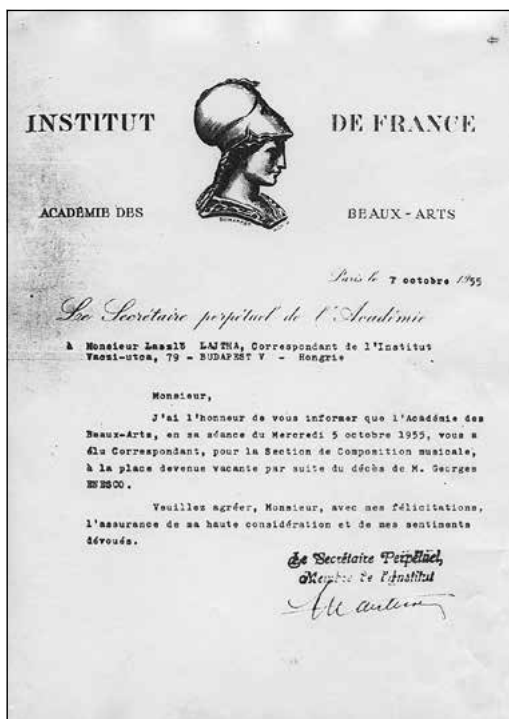 INSTITUT DE FRANCE
ACADÉMIE DES BEAUX-ARTS
Paris le 7 octobre 1955
Le Secrétaire perpétuel de l'Académie
à Monsieur Laszlò LAJTHA, Correspondant de l'Institut
Vaczi-utca, 79 - BUDAPEST V - Hongrie
Monsieur,
J'ai l'honneur de vous informer que l'Académie des
Beaux-Arts, en sa séance du Mercredi 5 octobre 1955, vous a
élu Correspondant, pour la Section de Composition musicale,
à la place devenue vacante par suite du décès de M. Georges
ENESCO.
Veuillez agréer, Monsieur, avec mes félicitations,
l'assurance de ma haute considération et de mes sentiments
dévoués.
Le Secrétaire Perpétuel,
Membre de l'Institut